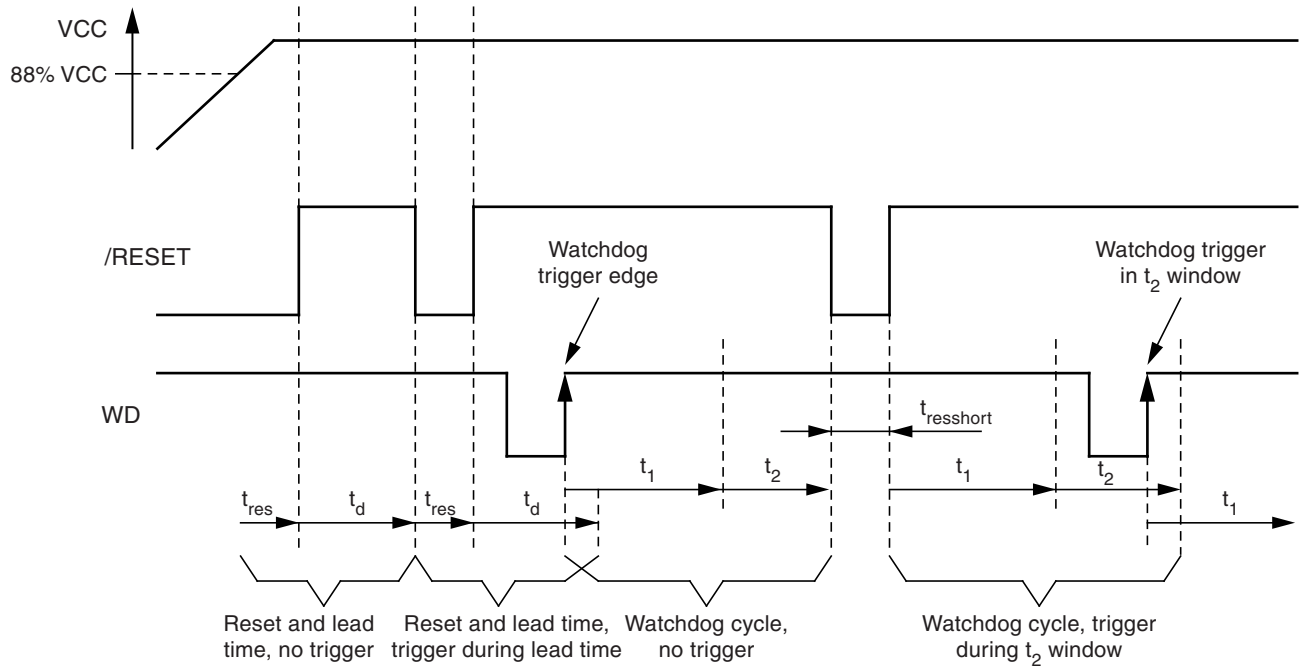 VCC
88% VCC
/RESET
Watchdog
trigger edge
Watchdog trigger
in t2 window
WD
tresshort
t1
t2
t1
t2
tres
td
tres
td
t1
Reset and lead
time, no trigger
Reset and lead time,
trigger during lead time
Watchdog cycle,
no trigger
Watchdog cycle, trigger
during t2 window